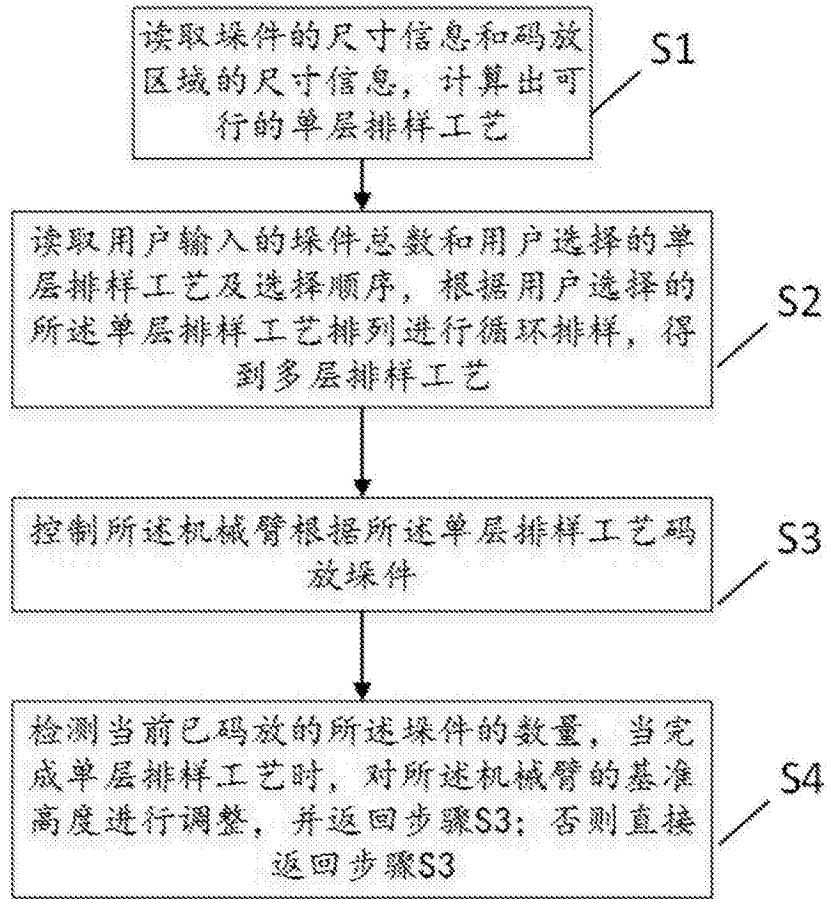 读取垛件的尺寸信息和码放
区域的尺寸信息，计算出可
行的单层排样工艺
S1
读取用户输入的垛件总数和用户选择的单
层排样工艺及选择顺序，根据用户选择的
所述单层排样工艺排列进行循环排样，得
到多层排样工艺
S2
控制所述机械臂根据所述单层排样工艺码
放垛件
S3
检测当前已码放的所述垛件的数量，当完
成单层排样工艺时，对所述机械臂的基准
高度进行调整，并返回步骤S3；否则直接
返回步骤S3
S4